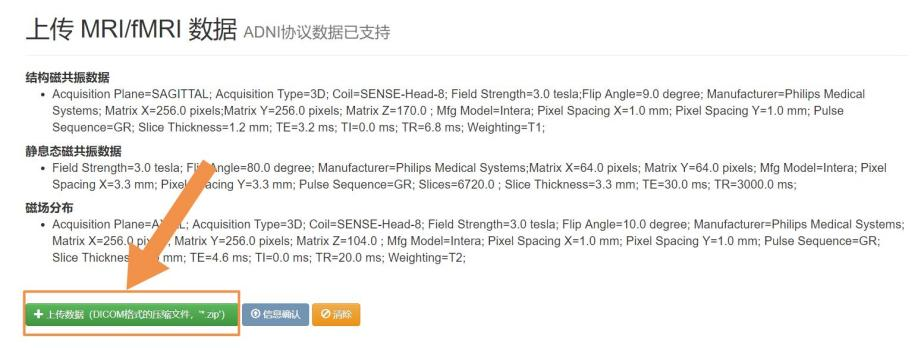 上传 MRI/fMRI 数据 ADNI协议数据已支持
结构磁共振数据
• Acquisition Plane=SAGITTAL; Acquisition Type=3D; Coil=SENSE-Head-8; Field Strength=3.0 tesla;Flip Angle=9.0 degree; Manufacturer=Philips Medical
Systems; Matrix X=256.0 pixels;Matrix Y=256.0 pixels; Matrix Z=170.0 ; Mfg Model=Intera; Pixel Spacing X=1.0 mm; Pixel Spacing Y=1.0 mm; Pulse
Sequence=GR; Slice Thickness=1.2 mm; TE=3.2 ms; TI=0.0 ms; TR=6.8 ms; Weighting=T1;
静息态磁共振数据
• Field Strength=3.0 tesla; Flip Angle=80.0 degree; Manufacturer=Philips Medical Systems;Matrix X=64.0 pixels; Matrix Y=64.0 pixels; Mfg Model=Intera; Pixel
Spacing X=3.3 mm; Pixel Spacing Y=3.3 mm; Pulse Sequence=GR; Slices=6720.0 ; Slice Thickness=3.3 mm; TE=30.0 ms; TR=3000.0 ms;
磁场分布
• Acquisition Plane=AXIAL; Acquisition Type=3D; Coil=SENSE-Head-8; Field Strength=3.0 tesla; Flip Angle=10.0 degree; Manufacturer=Philips Medical Systems;
Matrix X=256.0 pixels; Matrix Y=256.0 pixels; Matrix Z=104.0 ; Mfg Model=Intera; Pixel Spacing X=1.0 mm; Pixel Spacing Y=1.0 mm; Pulse Sequence=GR;
Slice mm; TE=4.6 ms; TI=0.0 ms; TR=20.0 ms; Weighting=T2;
上传数据（DICOM格式的压缩文件，'*.zip'） 信息确认 清除